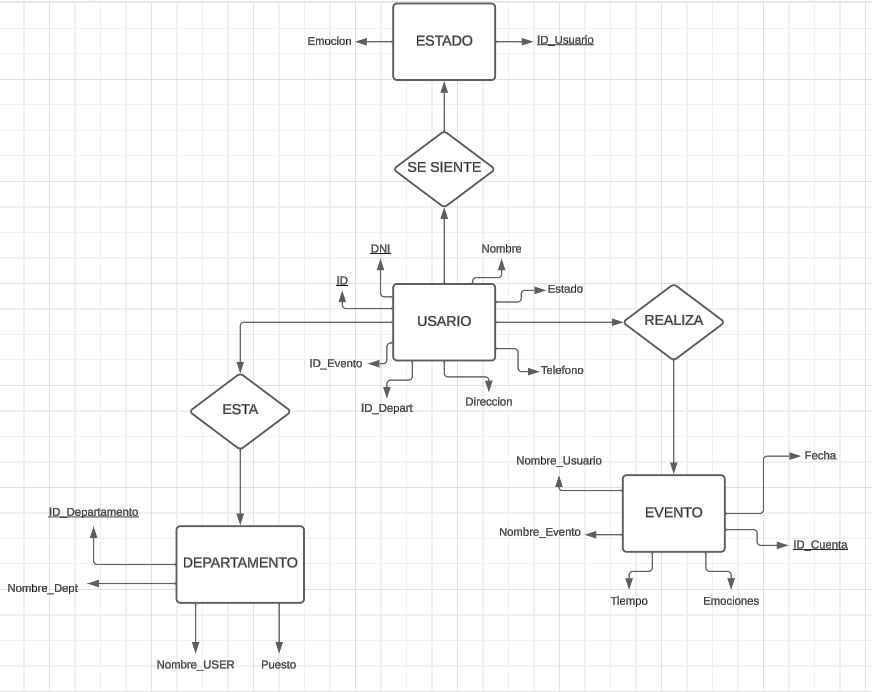 ESTADO
Emocion
ID_Usuario
SE SIENTE
DNI
Nombre
ID
Estado
USARIO
REALIZA
ID_Evento
Telefono
ID_Depart
Direccion
ESTA
Nombre_Usuario
Fecha
ID_Departamento
EVENTO
Nombre_Evento
ID_Cuenta
DEPARTAMENTO
Nombre_Dept
Tiempo
Emociones
Nombre_USER
Puesto